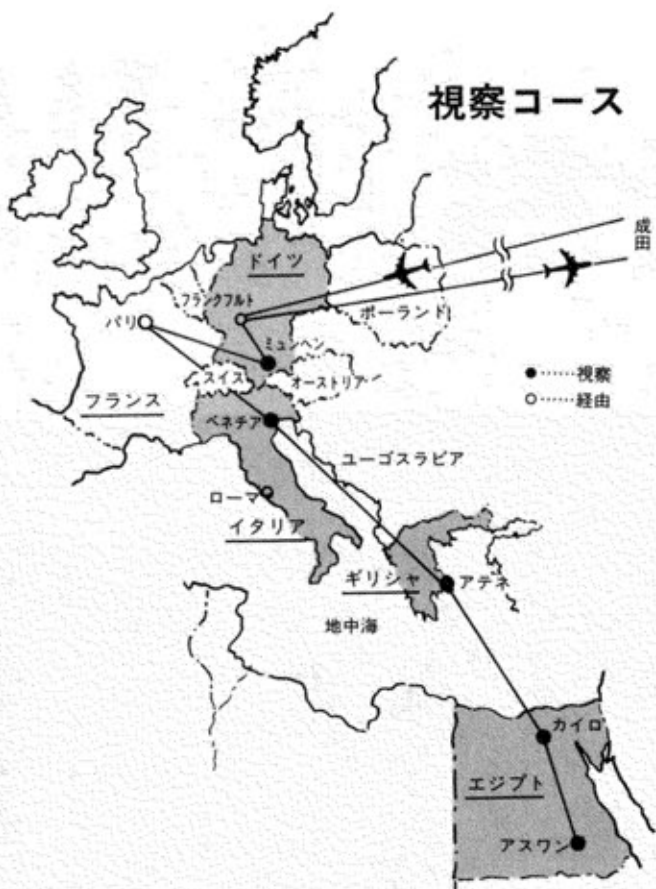 視察コース
成田
ドイツ
フランクフルト
ポーランド
パリ
ミュンヘン
スイス
オーストリア
●……視察
○……経由
フランス
ベネチア
ユーゴスラビア
ローマ
イタリア
ギリシャ
アテネ
地中海
カイロ
エジプト
アスワン